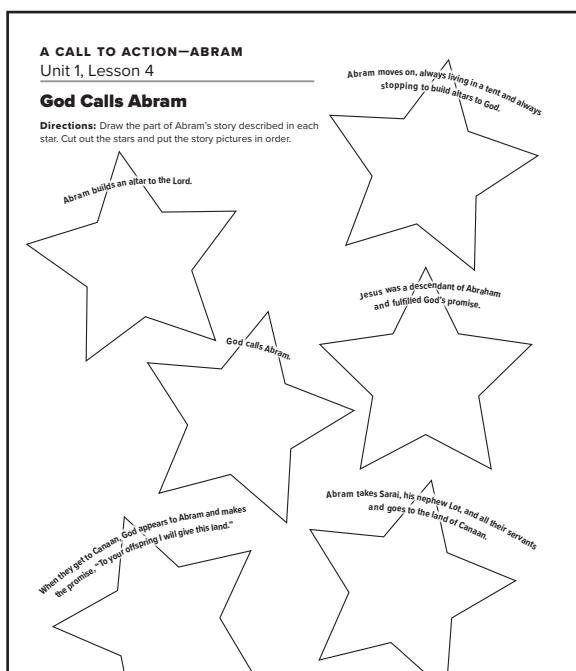 A CALL TO ACTION—ABRAM
Unit 1, Lesson 4
God Calls Abram
Directions: Draw the part of Abram's story described in each
star. Cut out the stars and put the story pictures in order.
Abram moves on, always living in a tent and always
stopping to build altars to God.
Abram builds an altar to the Lord.
Jesus was a descendant of Abraham
and fulfilled God's promise.
God calls Abram.
Abram takes Sarai, his nephew Lot, and all their servants
and goes to the land of Canaan.
When they get to Canaan, God appears to Abram and makes
the promise, "To your offspring I will give this land."